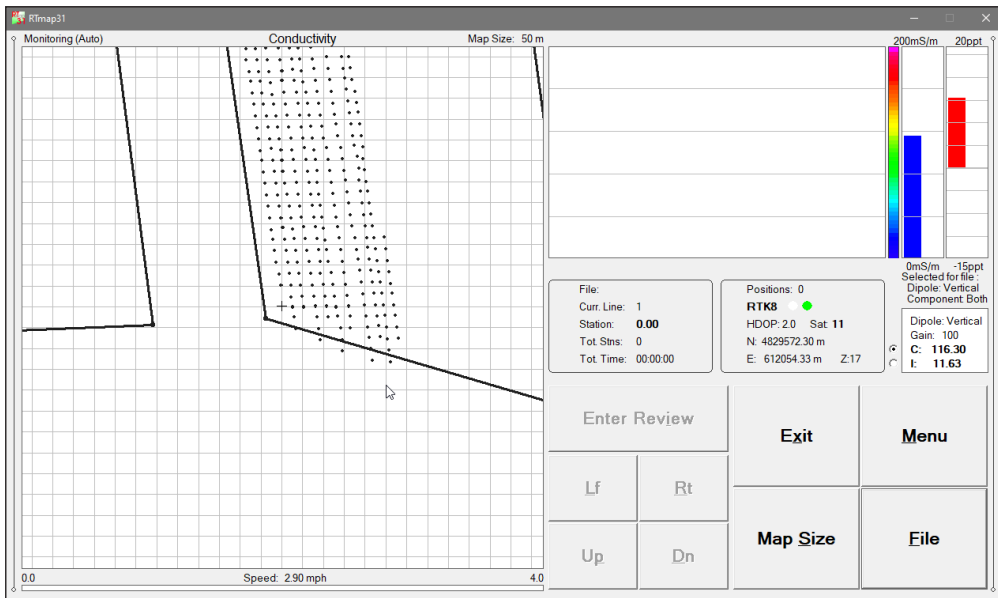 RTmap31
Monitoring (Auto) Conductivity Map Size: 50 m
200mS/m 20ppt
0mS/m -15ppt
Selected for file :
Dipole: Vertical
Component: Both
File:
Curr. Line: 1
Station: 0.00
Tot. Stns: 0
Tot. Time: 00:00:00
Positions: 0
RTK8
HDOP: 2.0 Sat: 11
N: 4829572.30 m
E: 612054.33 m Z:17
Dipole: Vertical
Gain: 100
C: 116.30
I: 11.63
Enter Review
Exit
Menu
Lf
Rt
Map Size
File
Up
Dn
0.0 Speed: 2.90 mph 4.0